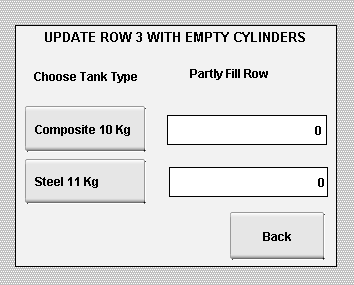 UPDATE ROW 3 WITH EMPTY CYLINDERS
Choose Tank Type Partly Fill Row
Composite 10 Kg 0
Steel 11 Kg 0
Back